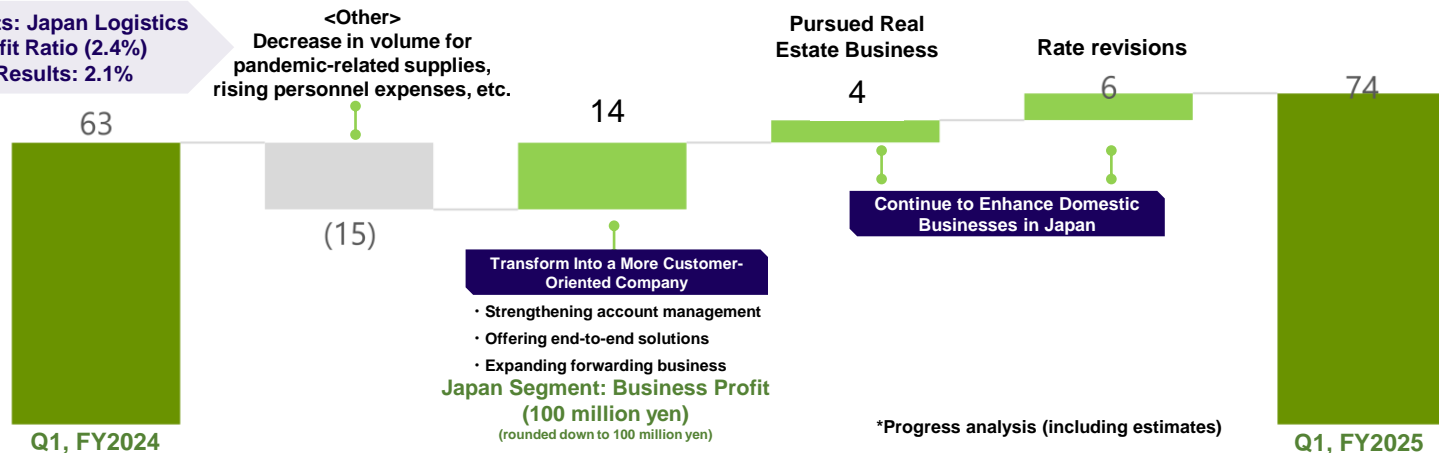 : Japan Logistics
fit Ratio (2.4%)
Results: 2.1%
<Other>
Decrease in volume for
pandemic-related supplies,
rising personnel expenses, etc.
Pursued Real
Estate Business
Rate revisions
63
(15)
14
4
6
74
Transform Into a More Customer-
Oriented Company
・Strengthening account management
・Offering end-to-end solutions
・Expanding forwarding business
Continue to Enhance Domestic
Businesses in Japan
Japan Segment: Business Profit
(100 million yen)
(rounded down to 100 million yen)
*Progress analysis (including estimates)
Q1, FY2024
Q1, FY2025